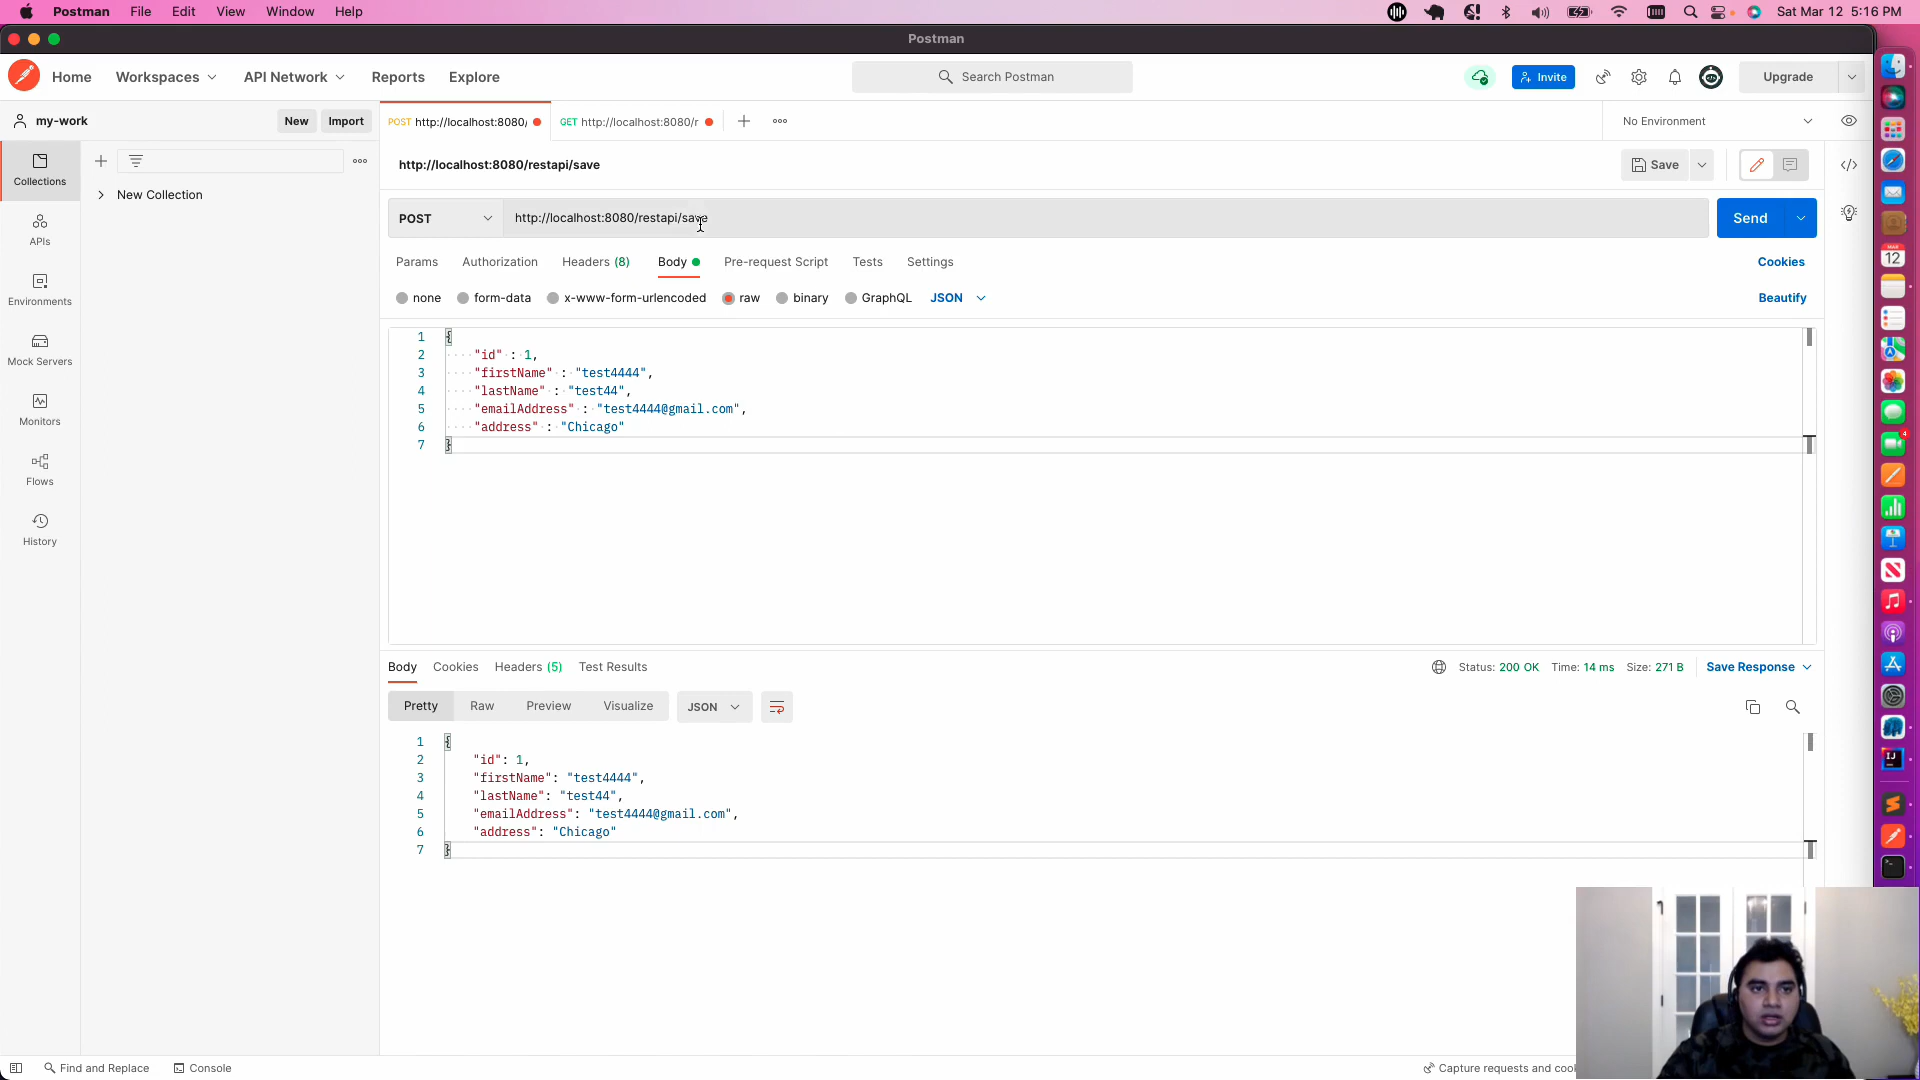 Postman File Edit View Window Help Sat Mar 12 5:16 PM
Postman
Home Workspaces API Network Reports Explore Search Postman Invite Upgrade
my-work New Import POST http://localhost:8080/ GET http://localhost:8080/r No Environment
Collections
New Collection
APIs
Environments
Mock Servers
Monitors
Flows
History
http://localhost:8080/restapi/save Save
POST http://localhost:8080/restapi/save Send
Params Authorization Headers (8) Body Pre-request Script Tests Settings Cookies
none form-data x-www-form-urlencoded raw binary GraphQL JSON Beautify
1 {
2 "id" : 1,
3 "firstName" : "test4444",
4 "lastName" : "test44",
5 "emailAddress" : "test4444@gmail.com",
6 "address" : "Chicago"
7 }
Body Cookies Headers (5) Test Results Status: 200 OK Time: 14 ms Size: 271 B Save Response
Pretty Raw Preview Visualize JSON
1 {
2 "id": 1,
3 "firstName": "test4444",
4 "lastName": "test44",
5 "emailAddress": "test4444@gmail.com",
6 "address": "Chicago"
7 }
Find and Replace Console Capture requests and cook